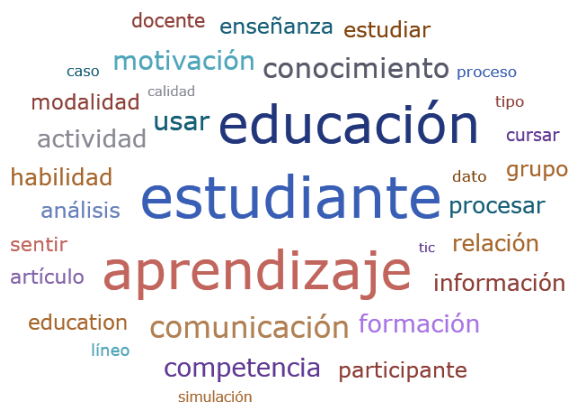 docente enseñanza estudiar
motivación conocimiento proceso
caso
calidad
modalidad usar educación tipo
actividad cursar
habilidad estudiante dato grupo
análisis procesar
sentir aprendizaje tic relación
artículo información
education comunicación formación
líneo
competencia participante
simulación